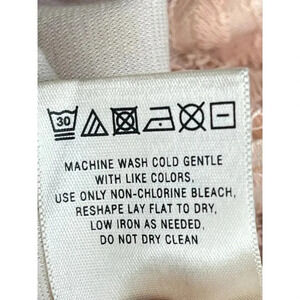 30
MACHINE WASH COLD GENTLE
WITH LIKE COLORS,
USE ONLY NON-CHLORINE BLEACH,
RESHAPE LAY FLAT TO DRY,
LOW IRON AS NEEDED,
DO NOT DRY CLEAN